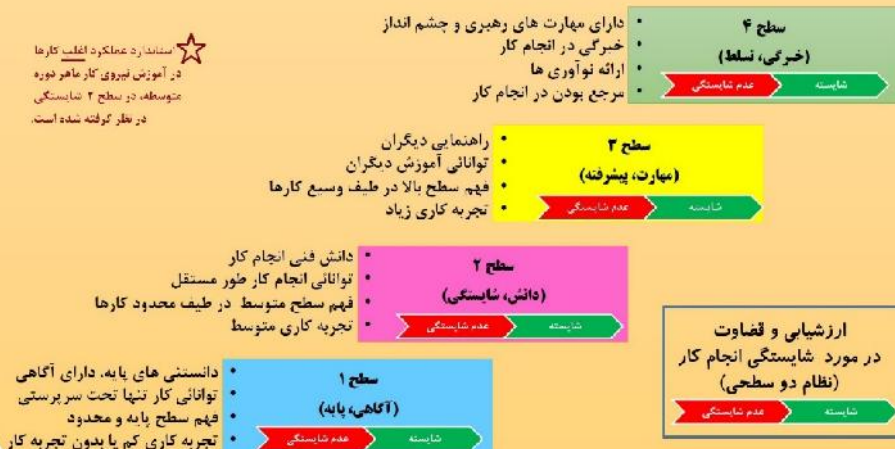 استاندارد عملکرد اغلب کارها
در آموزش نیروی کار ماهر دوره
متوسطه، در سطح ۲ شایستگی
در نظر گرفته شده است.
سطح ۴
(خبرگی، تسلط)
شایسته
عدم شایستگی
• دارای مهارت های رهبری و چشم انداز
• خبرگی در انجام کار
• ارائه نوآوری ها
• مرجع بودن در انجام کار
سطح ۳
(مهارت، پیشرفته)
شایسته
عدم شایستگی
• راهنمایی دیگران
• توانائی آموزش دیگران
• فهم سطح بالا در طیف وسیع کارها
• تجربه کاری زیاد
سطح ۲
(دانش، شایستگی)
شایسته
عدم شایستگی
• دانش فنی انجام کار
• توانائی انجام کار طور مستقل
• فهم سطح متوسط در طیف محدود کارها
• تجربه کاری متوسط
سطح ۱
(آگاهی، پایه)
شایسته
عدم شایستگی
• دانستنی های پایه، دارای آگاهی
• توانائی کار تنها تحت سرپرستی
• فهم سطح پایه و محدود
• تجربه کاری کم یا بدون تجربه کار
ارزشیابی و قضاوت
در مورد شایستگی انجام کار
(نظام دو سطحی)
شایسته
عدم شایستگی